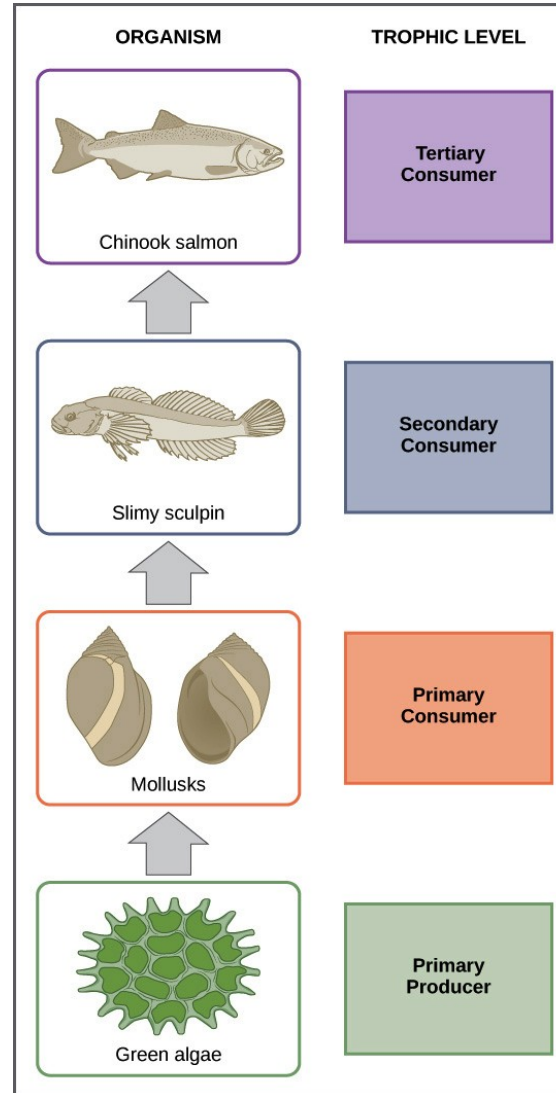 ORGANISM
TROPHIC LEVEL
Chinook salmon
Tertiary
Consumer
Slimy sculpin
Secondary
Consumer
Mollusks
Primary
Consumer
Green algae
Primary
Producer